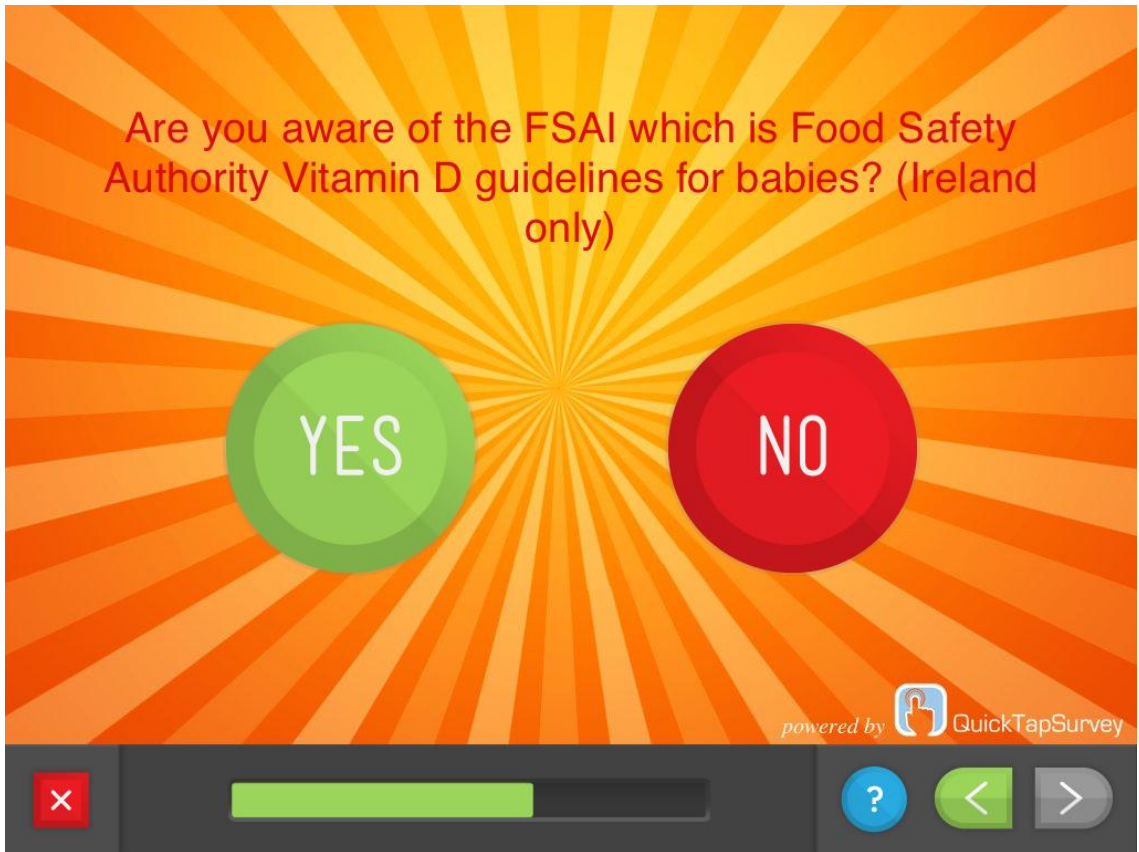 Are you aware of the FSAI which is Food Safety
Authority Vitamin D guidelines for babies? (Ireland
only)
YES
NO
powered by QuickTapSurvey
?